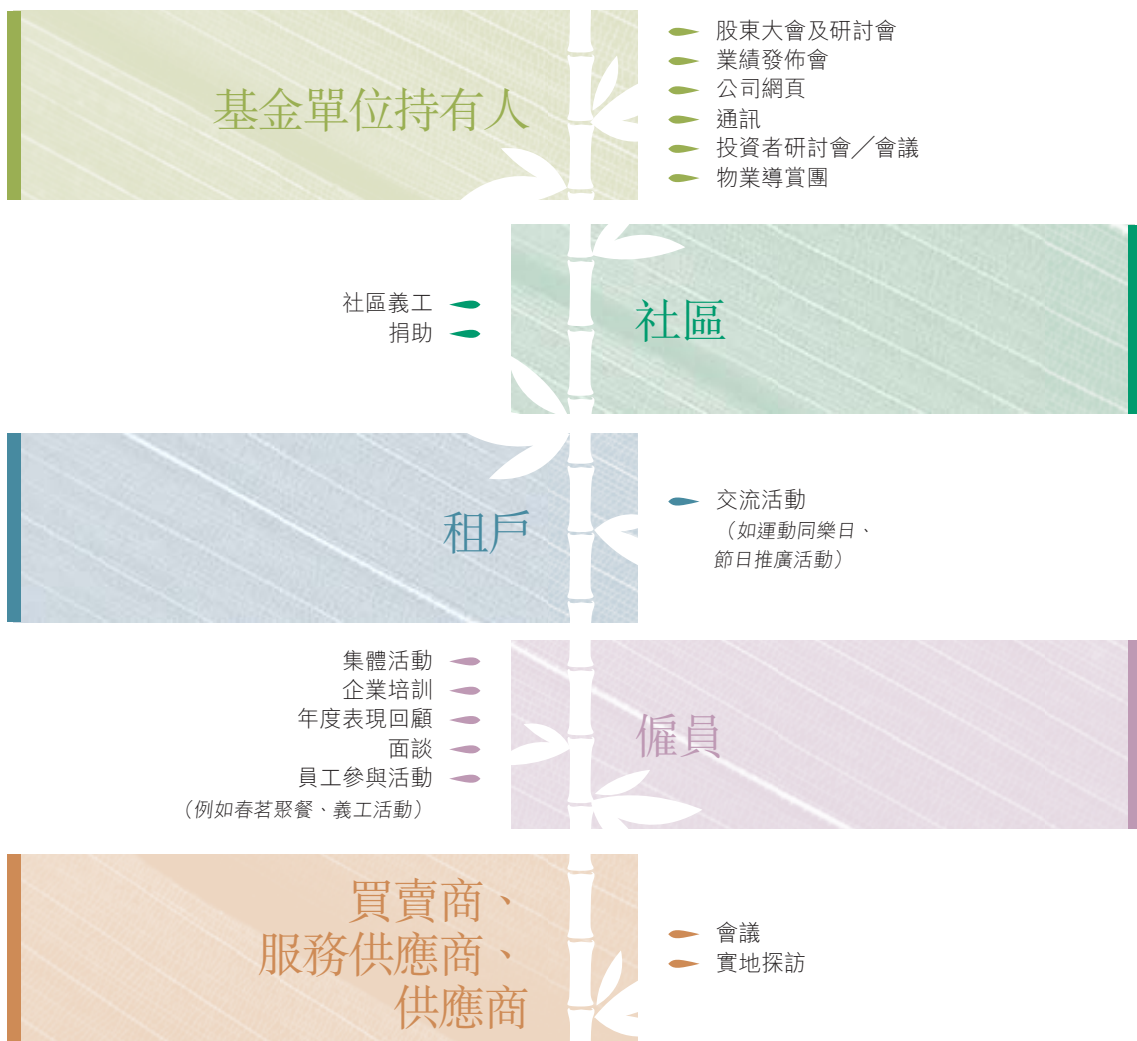 基金單位持有人
股東大會及研討會
業績發佈會
公司網頁
通訊
投資者研討會／會議
物業導賞團
社區義工
捐助
社區
租戶
交流活動
（如運動同樂日、
節日推廣活動）
集體活動
企業培訓
年度表現回顧
面談
員工參與活動
（例如春茗聚餐、義工活動）
僱員
買賣商、
服務供應商、
供應商
會議
實地探訪